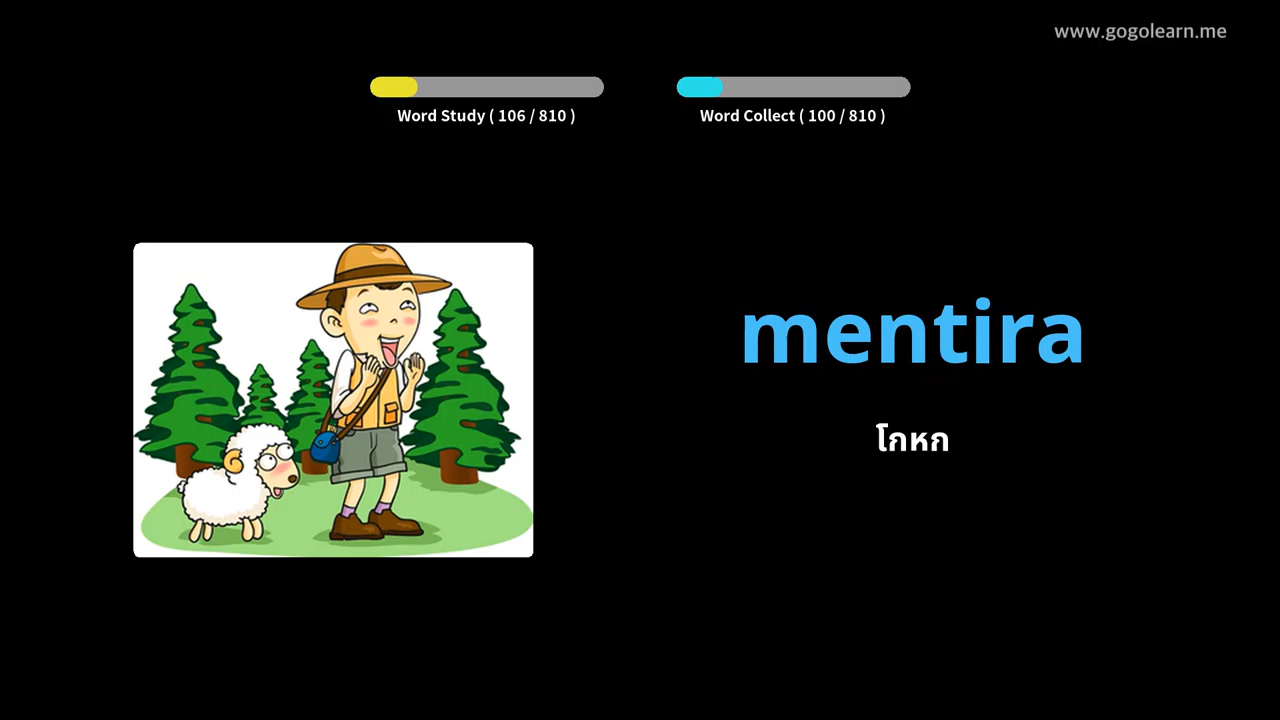 www.gogolearn.me
Word Study ( 106 / 810 )
Word Collect ( 100 / 810 )
mentira
โกหก